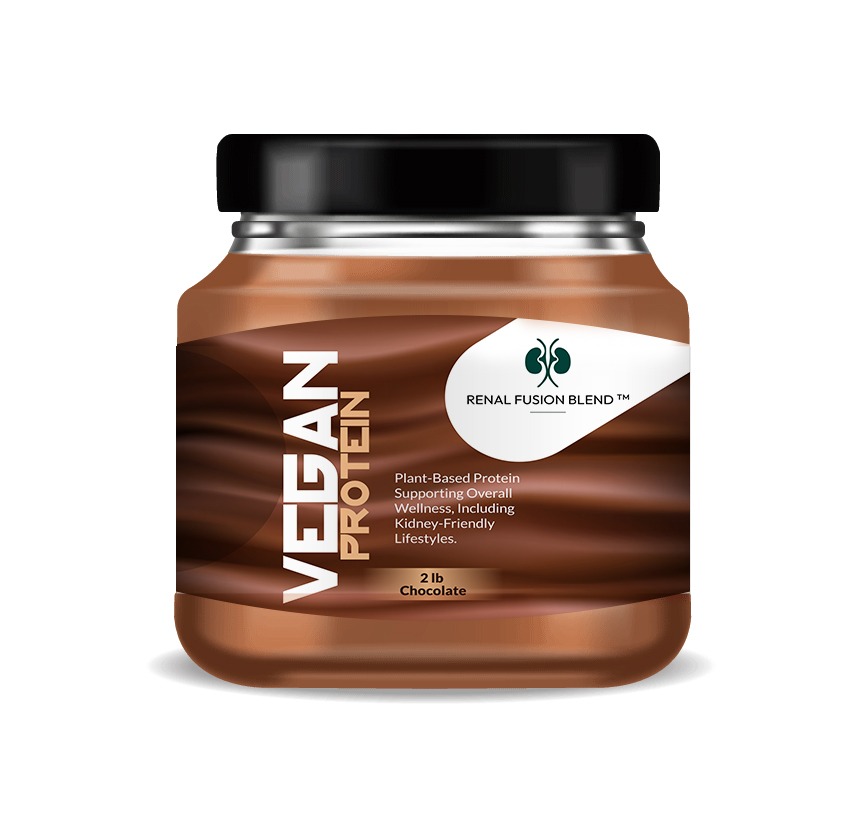 RENAL FUSION BLEND ™
VEGAN
PROTEIN
Plant-Based Protein
Supporting Overall
Wellness, Including
Kidney-Friendly
Lifestyles.
2 lb
Chocolate